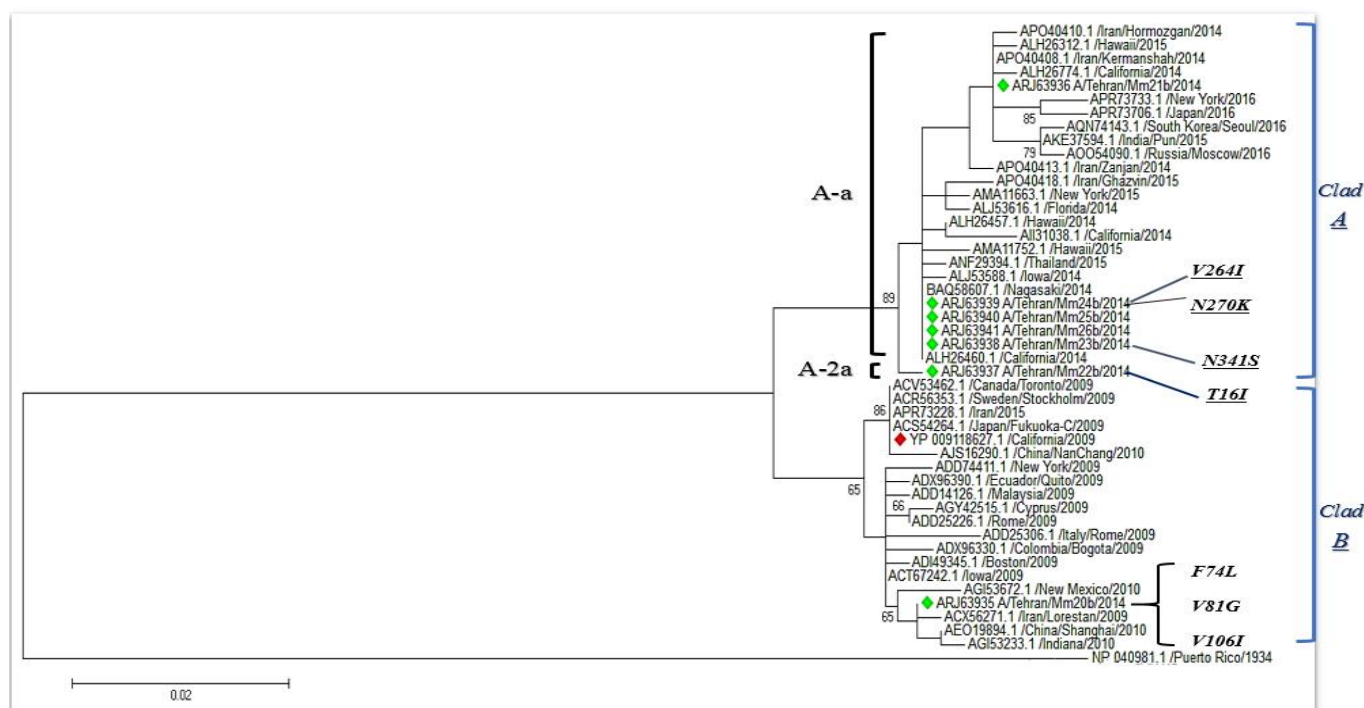 APO40410.1 /Iran/Hormozgan/2014
ALH26312.1 /Hawaii/2015
APO40408.1 /Iran/Kermanshah/2014
ALH26774.1 /California/2014
ARJ63936 A/Tehran/Mm21b/2014
APR73733.1 /New York/2016
APR73706.1 /Japan/2016
85
AQN74143.1 /South Korea/Seoul/2016
AKE37594.1 /India/Pun/2015
AOO54090.1 /Russia/Moscow/2016
79
APO40413.1 /Iran/Zanjan/2014
APO40418.1 /Iran/Ghazvin/2015
AMA11663.1 /New York/2015
ALJ53616.1 /Florida/2014
ALH26457.1 /Hawaii/2014
AII31038.1 /California/2014
AMA11752.1 /Hawaii/2015
ANF29394.1 /Thailand/2015
ALJ53588.1 /Iowa/2014
BAQ58607.1 /Nagasaki/2014
89
ARJ63939 A/Tehran/Mm24b/2014
ARJ63940 A/Tehran/Mm25b/2014
ARJ63941 A/Tehran/Mm26b/2014
ARJ63938 A/Tehran/Mm23b/2014
ALH26460.1 /California/2014
ARJ63937 A/Tehran/Mm22b/2014
A-a
A-2a
V264I
N270K
N341S
T16I
Clad
A
ACV53462.1 /Canada/Toronto/2009
ACR56353.1 /Sweden/Stockholm/2009
APR73228.1 /Iran/2015
86
ACS54264.1 /Japan/Fukuoka-C/2009
YP 009118627.1 /California/2009
AJS16290.1 /China/NanChang/2010
ADD74411.1 /New York/2009
65
ADX96390.1 /Ecuador/Quito/2009
ADD14126.1 /Malaysia/2009
AGY42515.1 /Cyprus/2009
66
ADD25226.1 /Rome/2009
ADD25306.1 /Italy/Rome/2009
ADX96330.1 /Colombia/Bogota/2009
ADI49345.1 /Boston/2009
ACT67242.1 /Iowa/2009
AGI53672.1 /New Mexico/2010
ARJ63935 A/Tehran/Mm20b/2014
65
ACX56271.1 /Iran/Lorestan/2009
AEO19894.1 /China/Shanghai/2010
AGI53233.1 /Indiana/2010
F74L
V81G
V106I
Clad
B
NP 040981.1 /Puerto Rico/1934
0.02